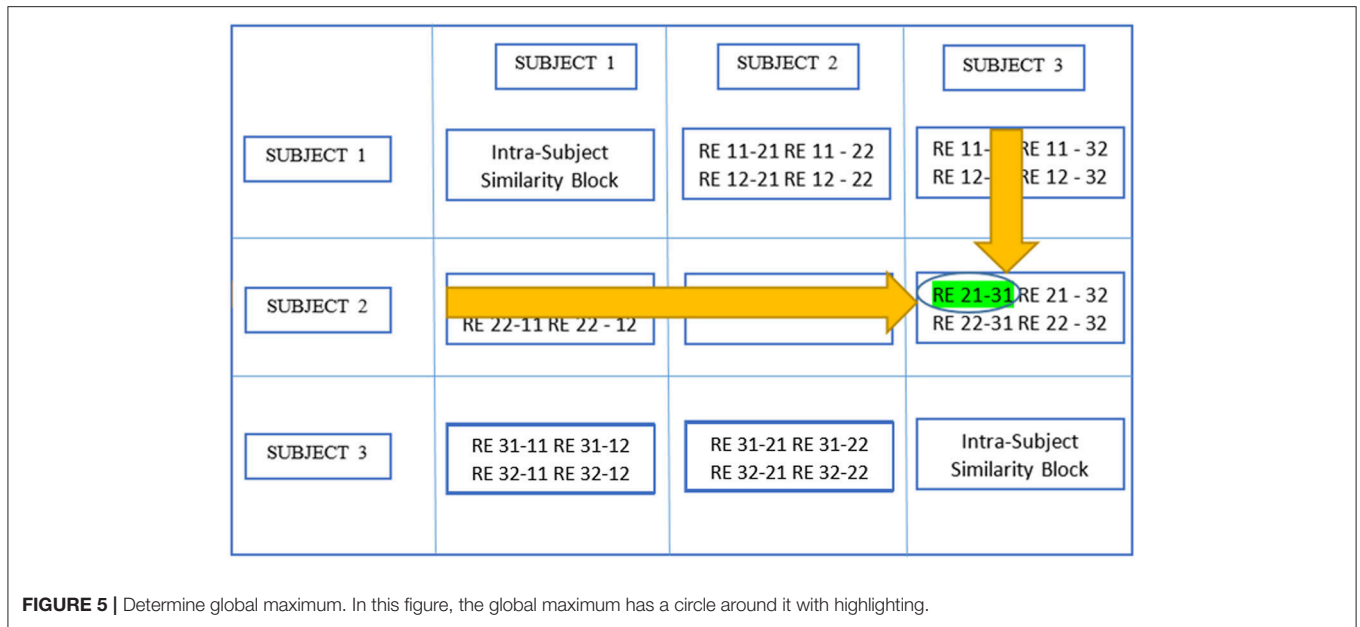 SUBJECT 1
SUBJECT 2
SUBJECT 3
SUBJECT 1
Intra-Subject
Similarity Block
RE 11-21 RE 11 - 22
RE 12-21 RE 12 - 22
RE 11- RE 11 - 32
RE 12- RE 12 - 32
SUBJECT 2
RE 22-11 RE 22 - 12
RE 21-31 RE 21 - 32
RE 22-31 RE 22 - 32
SUBJECT 3
RE 31-11 RE 31-12
RE 32-11 RE 32-12
RE 31-21 RE 31-22
RE 32-21 RE 32-22
Intra-Subject
Similarity Block
FIGURE 5 | Determine global maximum. In this figure, the global maximum has a circle around it with highlighting.